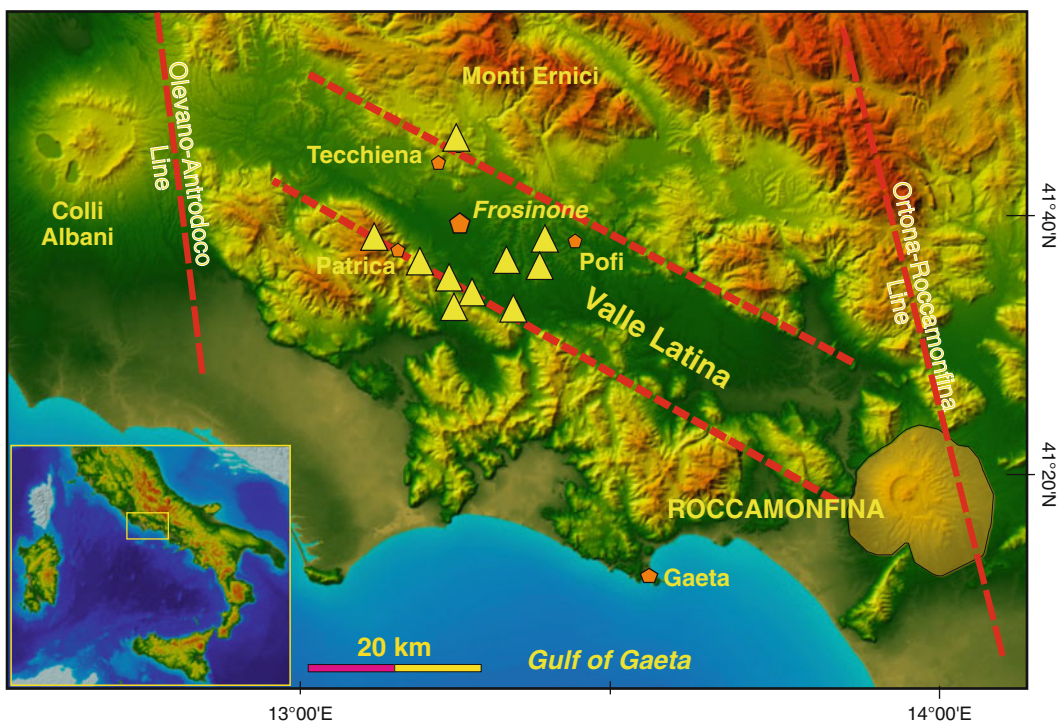 Monti Ernici
Olevano-Antrodoco
Line
Tecchiena
Colli
Albani
Frosinone
Patrica
Pofi
Valle Latina
Ortona-Roccamonfina
Line
ROCCAMONFINA
Gaeta
20 km
Gulf of Gaeta
41°40'N
41°20'N
13°00'E
14°00'E